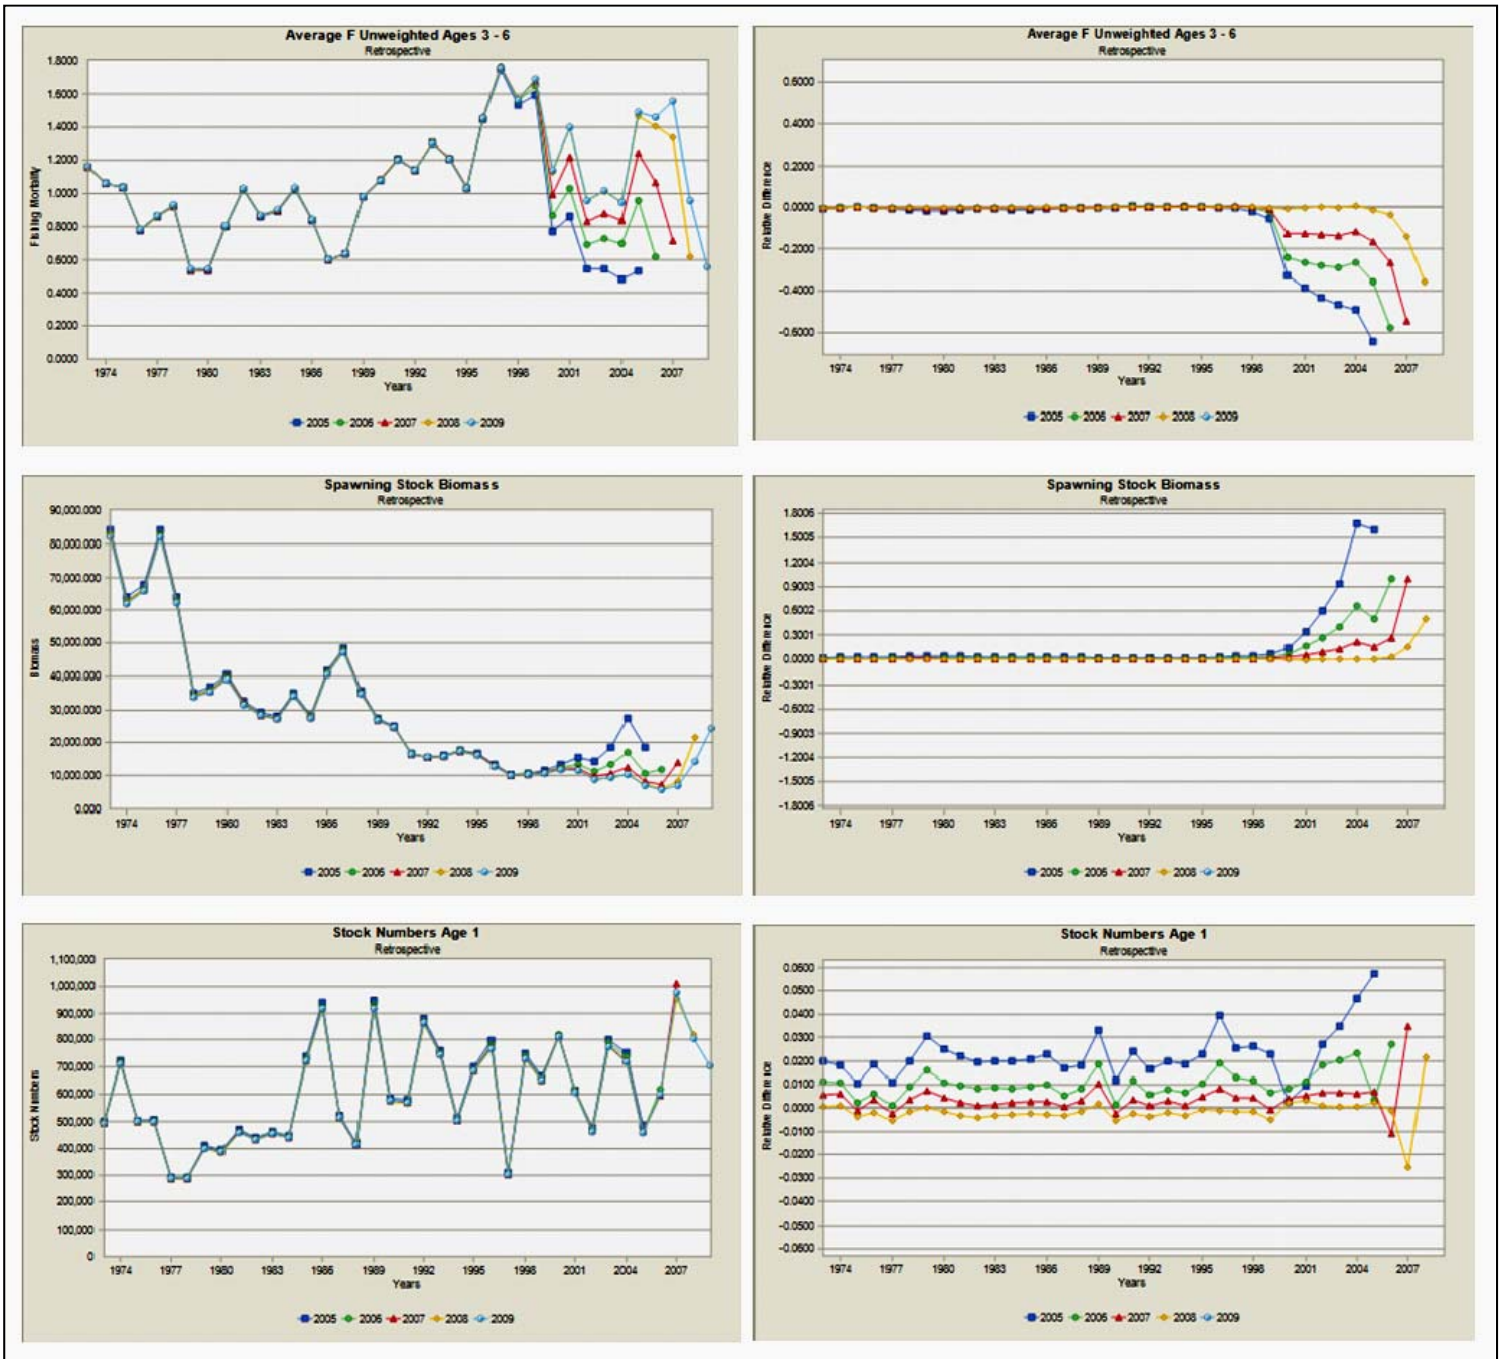 Average F Unweighted Ages 3 - 6
Retrospective
1.8000
1.6000
1.4000
1.2000
1.0000
0.8000
0.6000
0.4000
0.2000
0.0000
Fishing Mortality
1974 1977 1980 1983 1986 1989 1992 1995 1998 2001 2004 2007
Years
2005 2006 2007 2008 2009
Average F Unweighted Ages 3 - 6
Retrospective
0.6000
0.4000
0.2000
0.0000
-0.2000
-0.4000
-0.6000
Relative Difference
1974 1977 1980 1983 1986 1989 1992 1995 1998 2001 2004 2007
Years
2005 2006 2007 2008 2009
Spawning Stock Biomass
Retrospective
90,000.000
80,000.000
70,000.000
60,000.000
50,000.000
40,000.000
30,000.000
20,000.000
10,000.000
0.000
Biomass
1974 1977 1980 1983 1986 1989 1992 1995 1998 2001 2004 2007
Years
2005 2006 2007 2008 2009
Spawning Stock Biomass
Retrospective
1.8006
1.5005
1.2004
0.9003
0.6002
0.3001
0.0000
-0.3001
-0.6002
-0.9003
-1.2004
-1.5005
-1.8006
Relative Difference
1974 1977 1980 1983 1986 1989 1992 1995 1998 2001 2004 2007
Years
2005 2006 2007 2008 2009
Stock Numbers Age 1
Retrospective
1,100,000
1,000,000
900,000
800,000
700,000
600,000
500,000
400,000
300,000
200,000
100,000
0
Stock Numbers
1974 1977 1980 1983 1986 1989 1992 1995 1998 2001 2004 2007
Years
2005 2006 2007 2008 2009
Stock Numbers Age 1
Retrospective
0.0600
0.0500
0.0400
0.0300
0.0200
0.0100
0.0000
-0.0100
-0.0200
-0.0300
-0.0400
-0.0500
-0.0600
Relative Difference
1974 1977 1980 1983 1986 1989 1992 1995 1998 2001 2004 2007
Years
2005 2006 2007 2008 2009